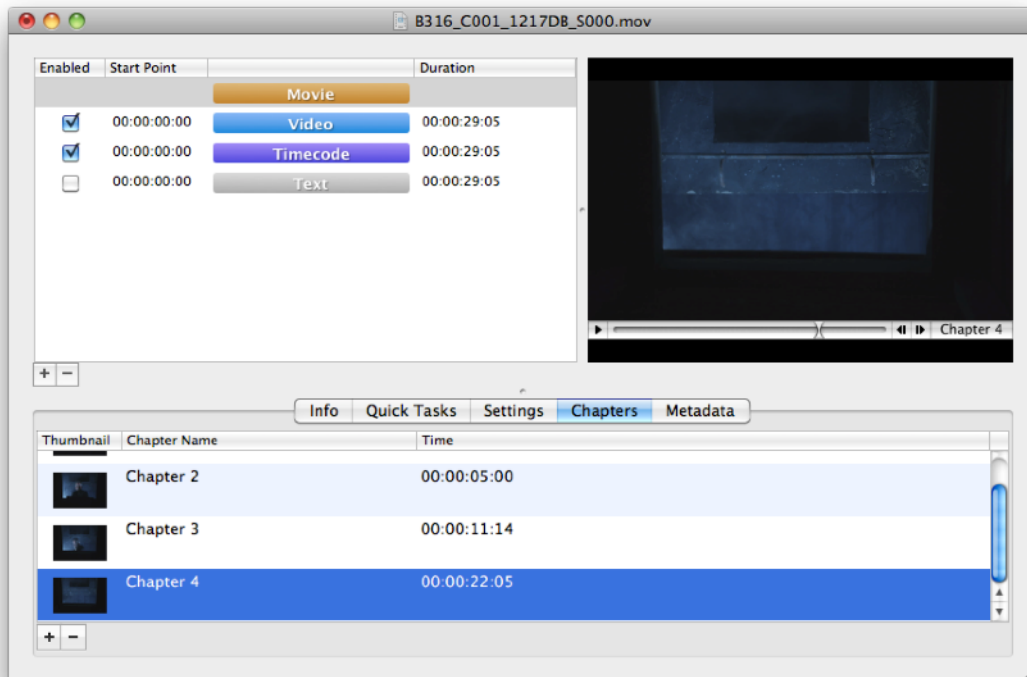 B316_C001_1217DB_S000.mov
Enabled Start Point Duration
Movie
00:00:00:00 Video 00:00:29:05
00:00:00:00 Timecode 00:00:29:05
00:00:00:00 Text 00:00:29:05
Chapter 4
+ −
Info Quick Tasks Settings Chapters Metadata
Thumbnail Chapter Name Time
Chapter 2 00:00:05:00
Chapter 3 00:00:11:14
Chapter 4 00:00:22:05
+ −